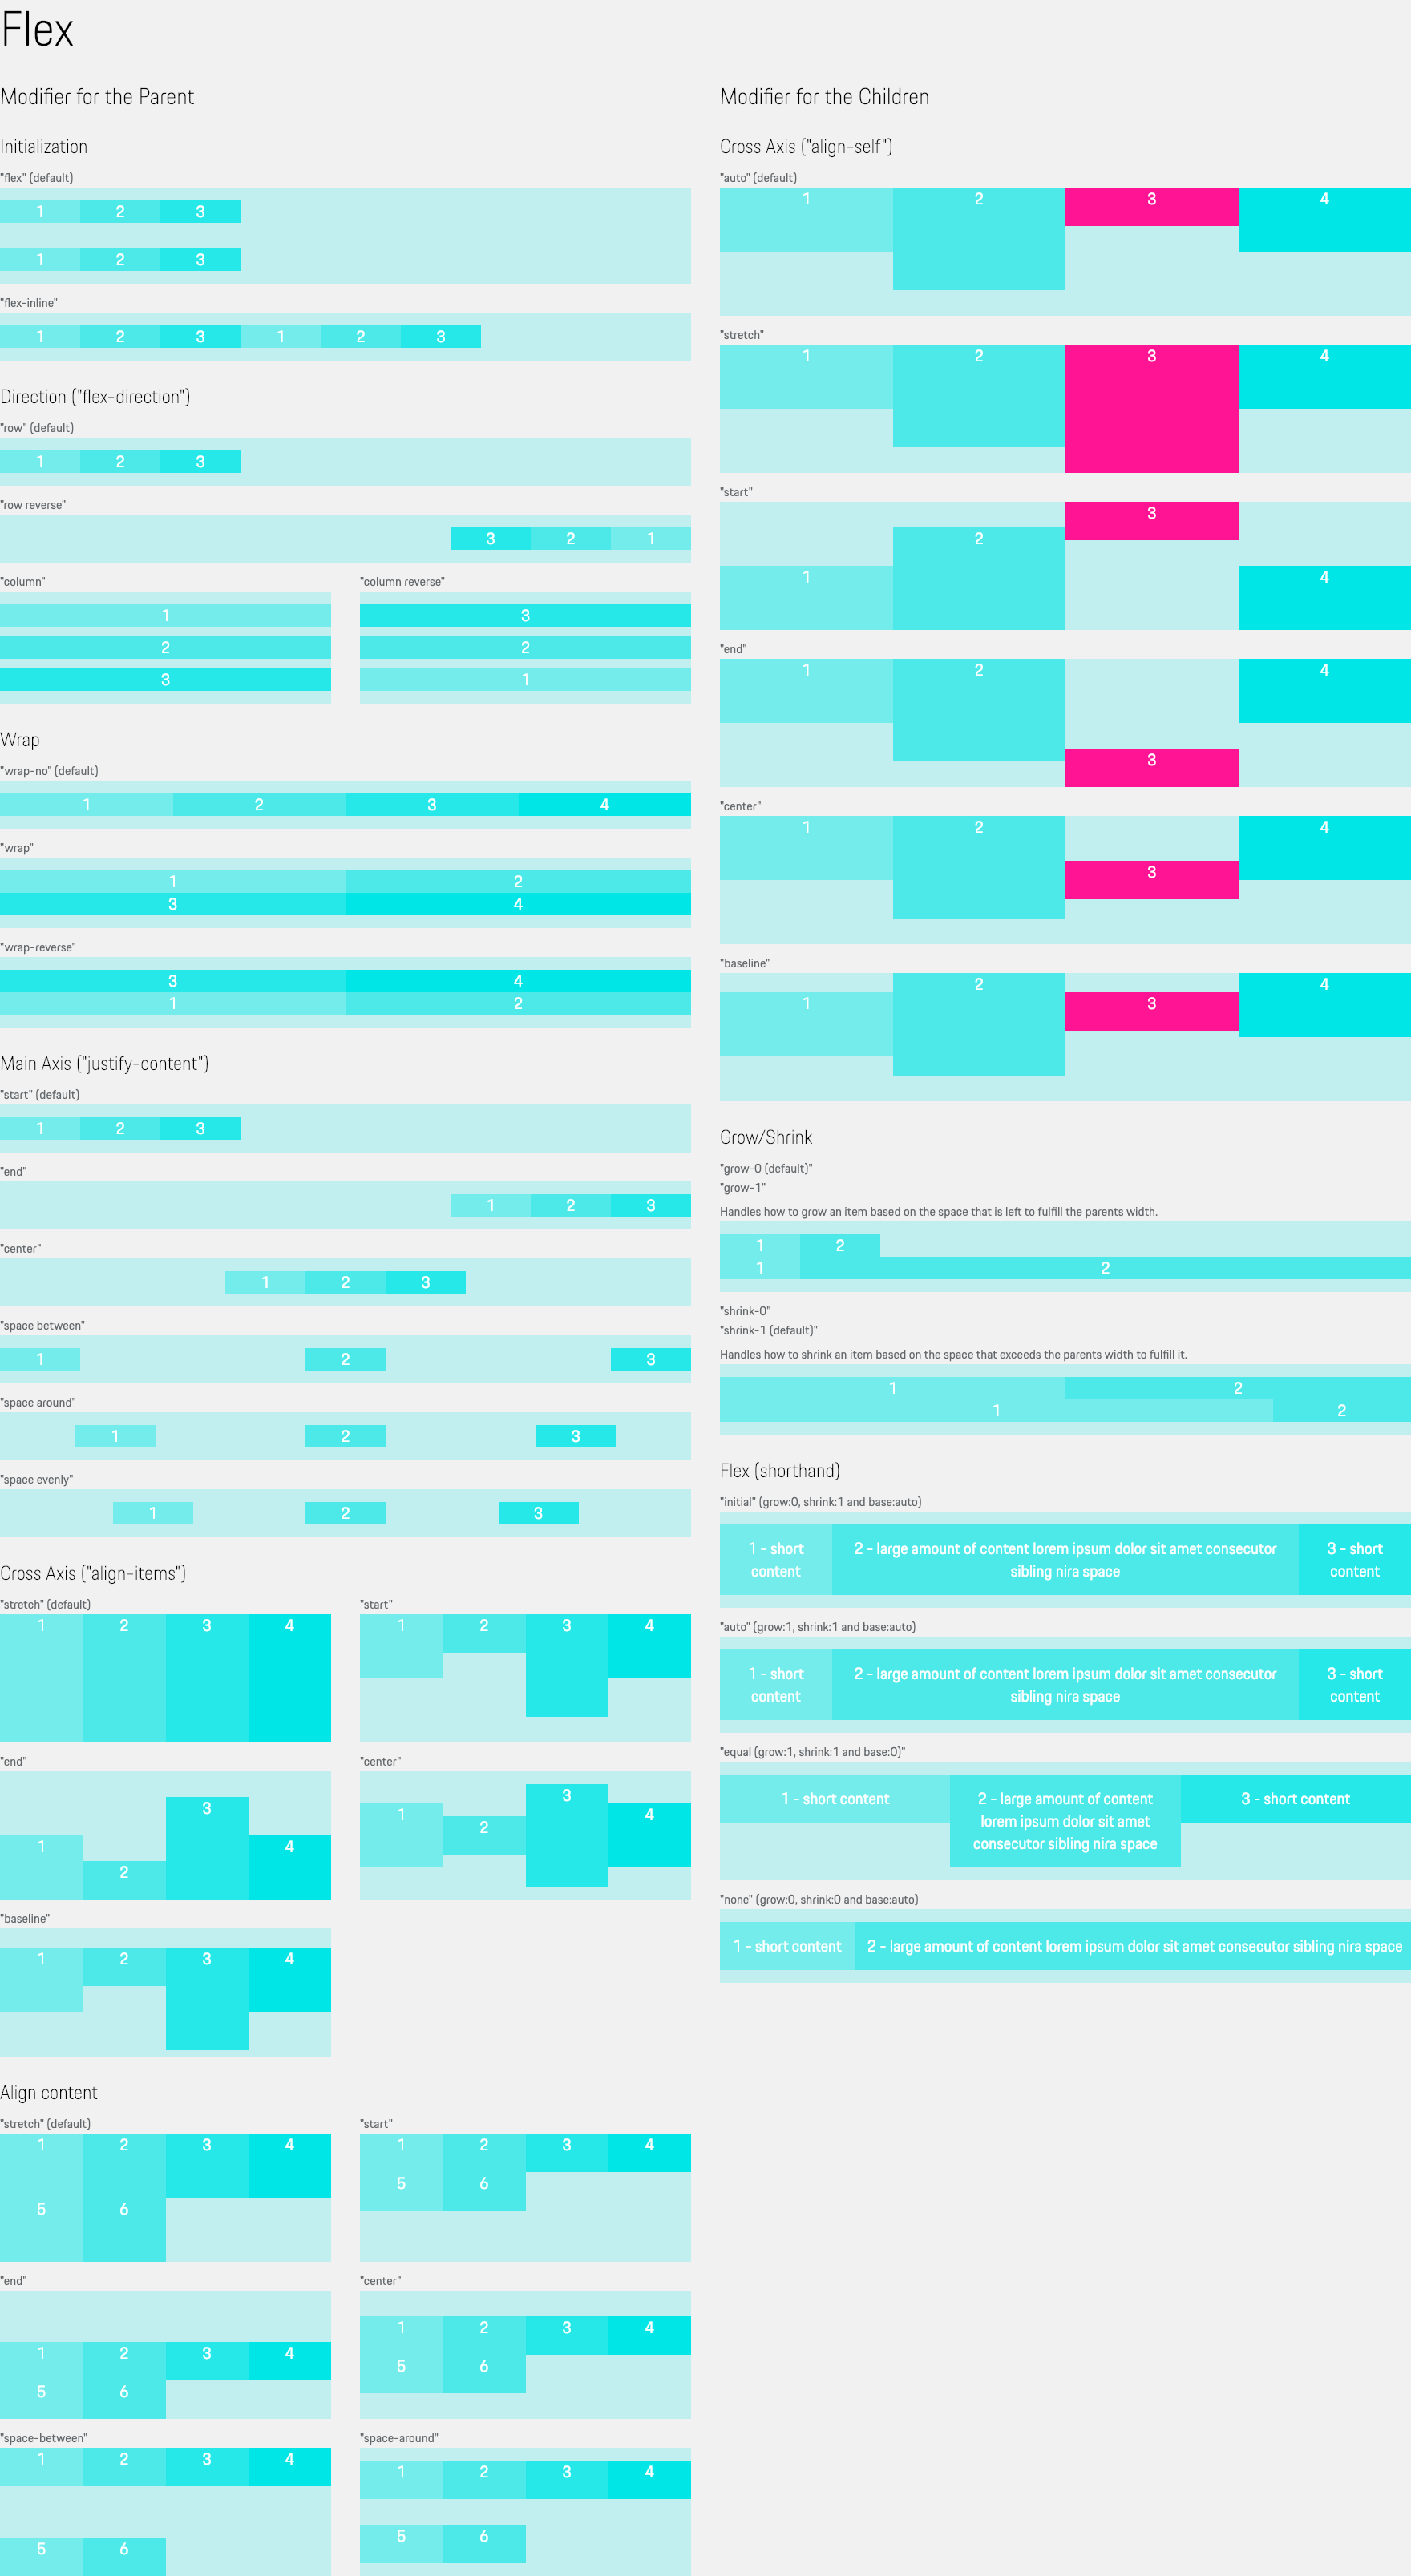 Flex
Modifier for the Parent
Initialization
"flex" (default)
1 2 3
1 2 3
"flex-inline"
1 2 3 1 2 3
Direction ("flex-direction")
"row" (default)
1 2 3
"row reverse"
3 2 1
"column"
1
2
3
"column reverse"
3
2
1
Wrap
"wrap-no" (default)
1 2 3 4
"wrap"
1 2
3 4
"wrap-reverse"
3 4
1 2
Main Axis ("justify-content")
"start" (default)
1 2 3
"end"
1 2 3
"center"
1 2 3
"space between"
1 2 3
"space around"
1 2 3
"space evenly"
1 2 3
Cross Axis ("align-items")
"stretch" (default)
1 2 3 4
"start"
1 2 3 4
"end"
3
1 4
2
"center"
3
1 4
2
"baseline"
1 2 3 4
Align content
"stretch" (default)
1 2 3 4
5 6
"start"
1 2 3 4
5 6
"end"
1 2 3 4
5 6
"center"
1 2 3 4
5 6
"space-between"
1 2 3 4
5 6
"space-around"
1 2 3 4
5 6
Modifier for the Children
Cross Axis ("align-self")
"auto" (default)
1 2 3 4
"stretch"
1 2 3 4
"start"
3
2
1 4
"end"
1 2 4
3
"center"
1 2 4
3
"baseline"
2 4
1 3
Grow/Shrink
"grow-0 (default)"
"grow-1"
Handles how to grow an item based on the space that is left to fulfill the parents width.
1 2
1 2
"shrink-0"
"shrink-1 (default)"
Handles how to shrink an item based on the space that exceeds the parents width to fulfill it.
1 2
1 2
Flex (shorthand)
"initial" (grow:0, shrink:1 and base:auto)
1 - short
content
2 - large amount of content lorem ipsum dolor sit amet consecutor
sibling nira space
3 - short
content
"auto" (grow:1, shrink:1 and base:auto)
1 - short
content
2 - large amount of content lorem ipsum dolor sit amet consecutor
sibling nira space
3 - short
content
"equal (grow:1, shrink:1 and base:0)"
1 - short content
2 - large amount of content
lorem ipsum dolor sit amet
consecutor sibling nira space
3 - short content
"none" (grow:0, shrink:0 and base:auto)
1 - short content
2 - large amount of content lorem ipsum dolor sit amet consecutor sibling nira space